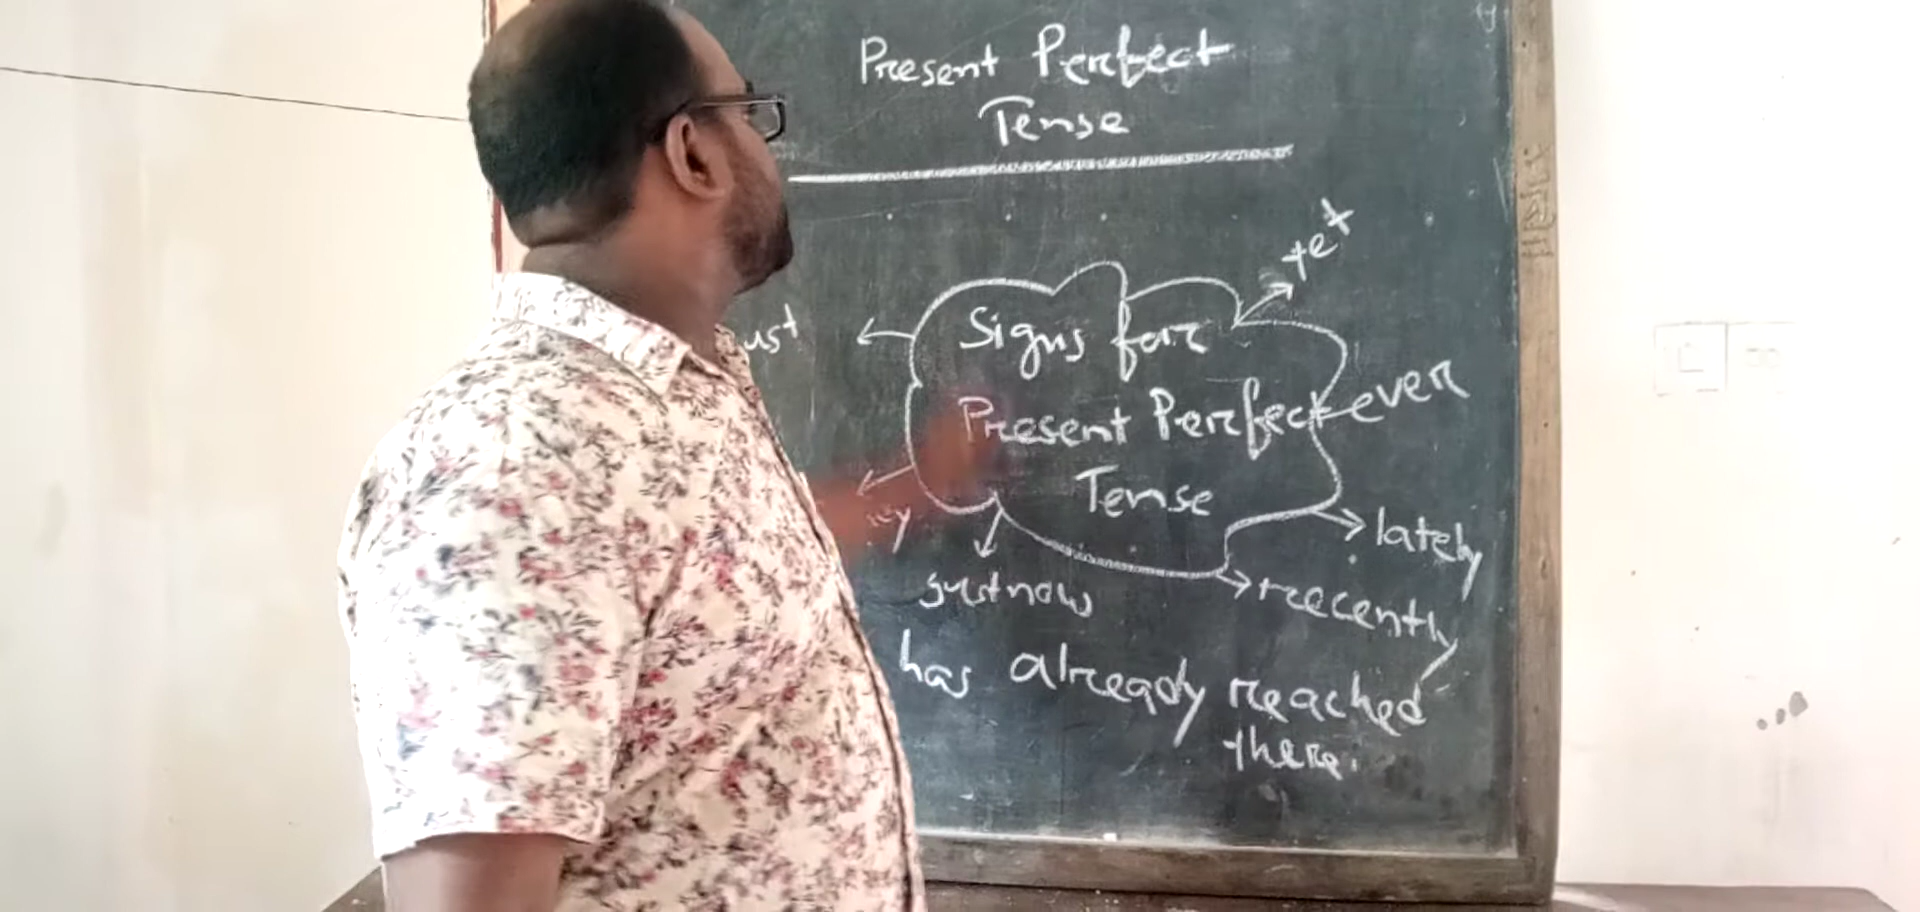 Present Perfect
Tense
yet
Signs for
ust
ever
Present Perfect
Tense
lately
just now
recently
has already reached
there.